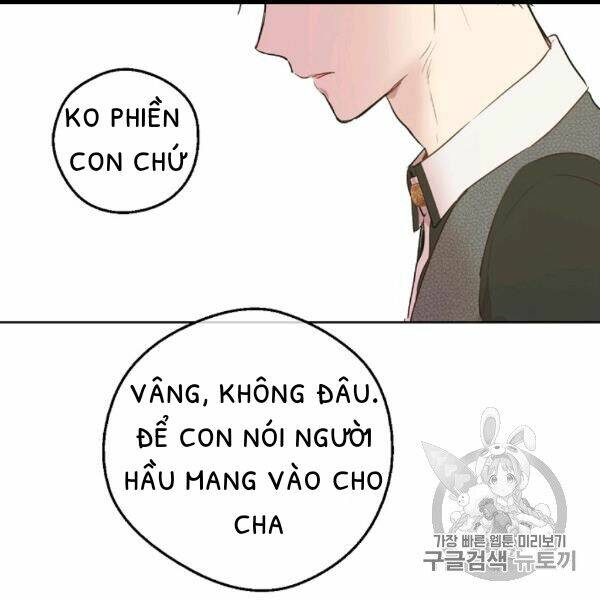 KO PHIỀN
CON CHỨ
VÂNG, KHÔNG ĐÂU.
ĐỂ CON NÓI NGƯỜI
HẦU MANG VÀO CHO
CHA
가장 빠른 웹툰 미리보기
구글검색 뉴토끼